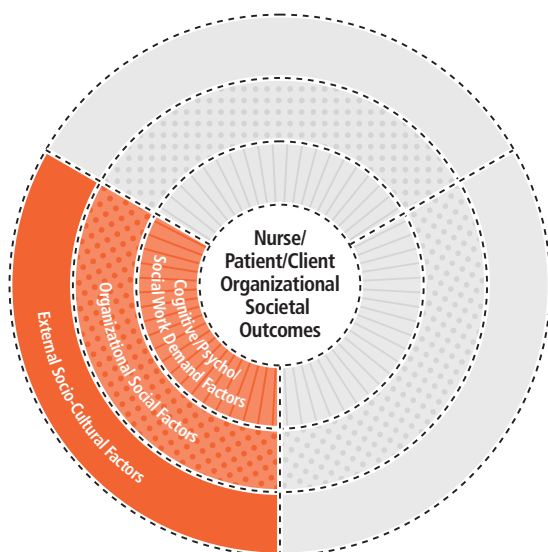 Nurse/
Patient/Client
Organizational
Societal
Outcomes
Cognitive/Psycho/
Social Work Demand Factors
Organizational Social Factors
External Socio-Cultural Factors